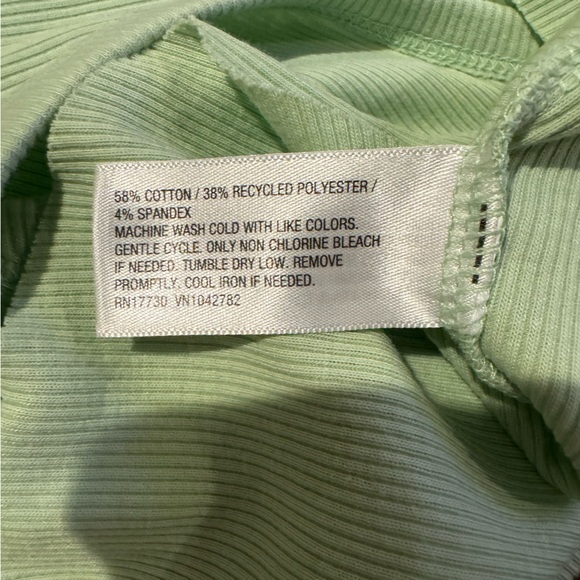 58% COTTON / 38% RECYCLED POLYESTER /
4% SPANDEX
MACHINE WASH COLD WITH LIKE COLORS.
GENTLE CYCLE. ONLY NON CHLORINE BLEACH
IF NEEDED. TUMBLE DRY LOW. REMOVE
PROMPTLY. COOL IRON IF NEEDED.
RN17730 VN1042782